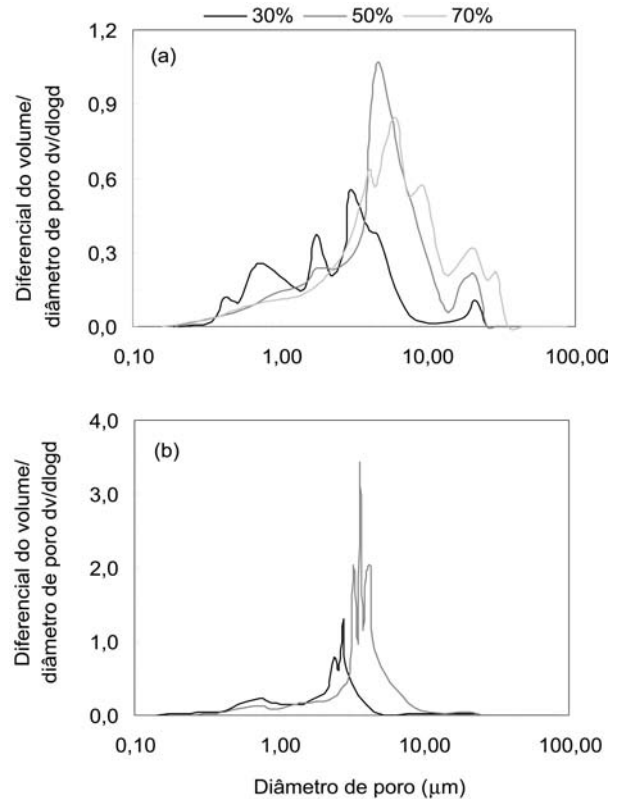 30% 50% 70%
(a)
Diferencial do volume/
diâmetro de poro dv/dlogd
1,2
0,9
0,6
0,3
0,0
0,10 1,00 10,00 100,00
(b)
Diferencial do volume/
diâmetro de poro dv/dlogd
4,0
3,0
2,0
1,0
0,0
0,10 1,00 10,00 100,00
Diâmetro de poro (µm)